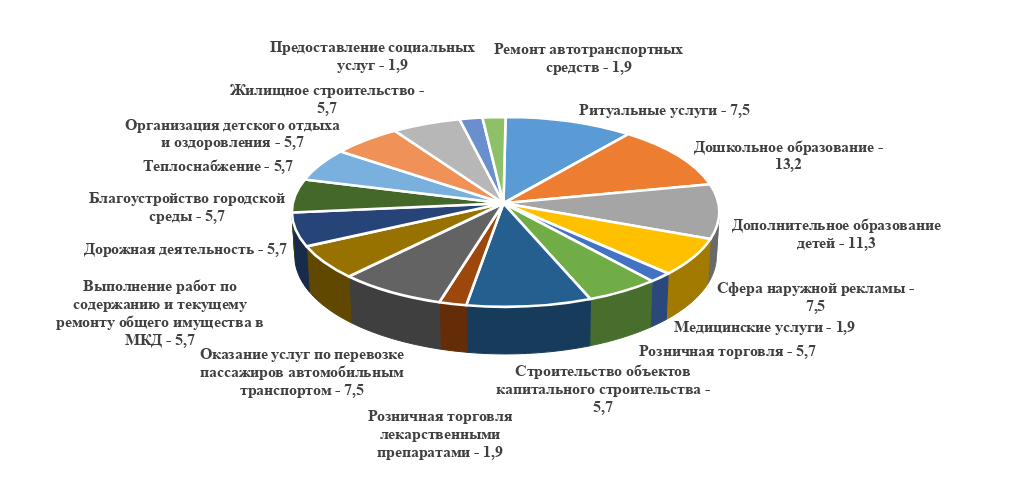 Предоставление социальных
услуг - 1,9
Ремонт автотранспортных
средств - 1,9
Ритуальные услуги - 7,5
Дошкольное образование -
13,2
Дополнительное образование
детей - 11,3
Сфера наружной рекламы -
7,5
Медицинские услуги - 1,9
Розничная торговля - 5,7
Строительство объектов
капитального строительства -
5,7
Розничная торговля
лекарственными
препаратами - 1,9
Оказание услуг по перевозке
пассажиров автомобильным
транспортом - 7,5
Выполнение работ по
содержанию и текущему
ремонту общего имущества в
МКД - 5,7
Дорожная деятельность - 5,7
Благоустройство городской
среды - 5,7
Теплоснабжение - 5,7
Организация детского отдыха
и оздоровления - 5,7
Жилищное строительство -
5,7